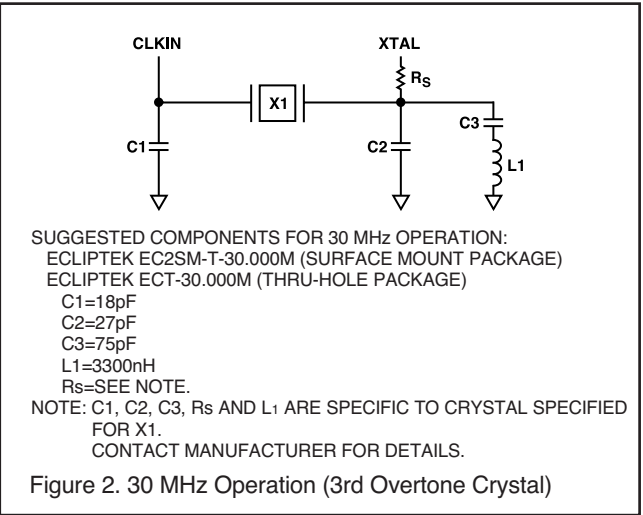 CLKIN
XTAL
RS
X1
C3
C1
C2
L1
SUGGESTED COMPONENTS FOR 30 MHz OPERATION:
ECLIPTEK EC2SM-T-30.000M (SURFACE MOUNT PACKAGE)
ECLIPTEK ECT-30.000M (THRU-HOLE PACKAGE)
C1=18pF
C2=27pF
C3=75pF
L1=3300nH
Rs=SEE NOTE.
NOTE: C1, C2, C3, Rs AND L1 ARE SPECIFIC TO CRYSTAL SPECIFIED
FOR X1.
CONTACT MANUFACTURER FOR DETAILS.
Figure 2. 30 MHz Operation (3rd Overtone Crystal)